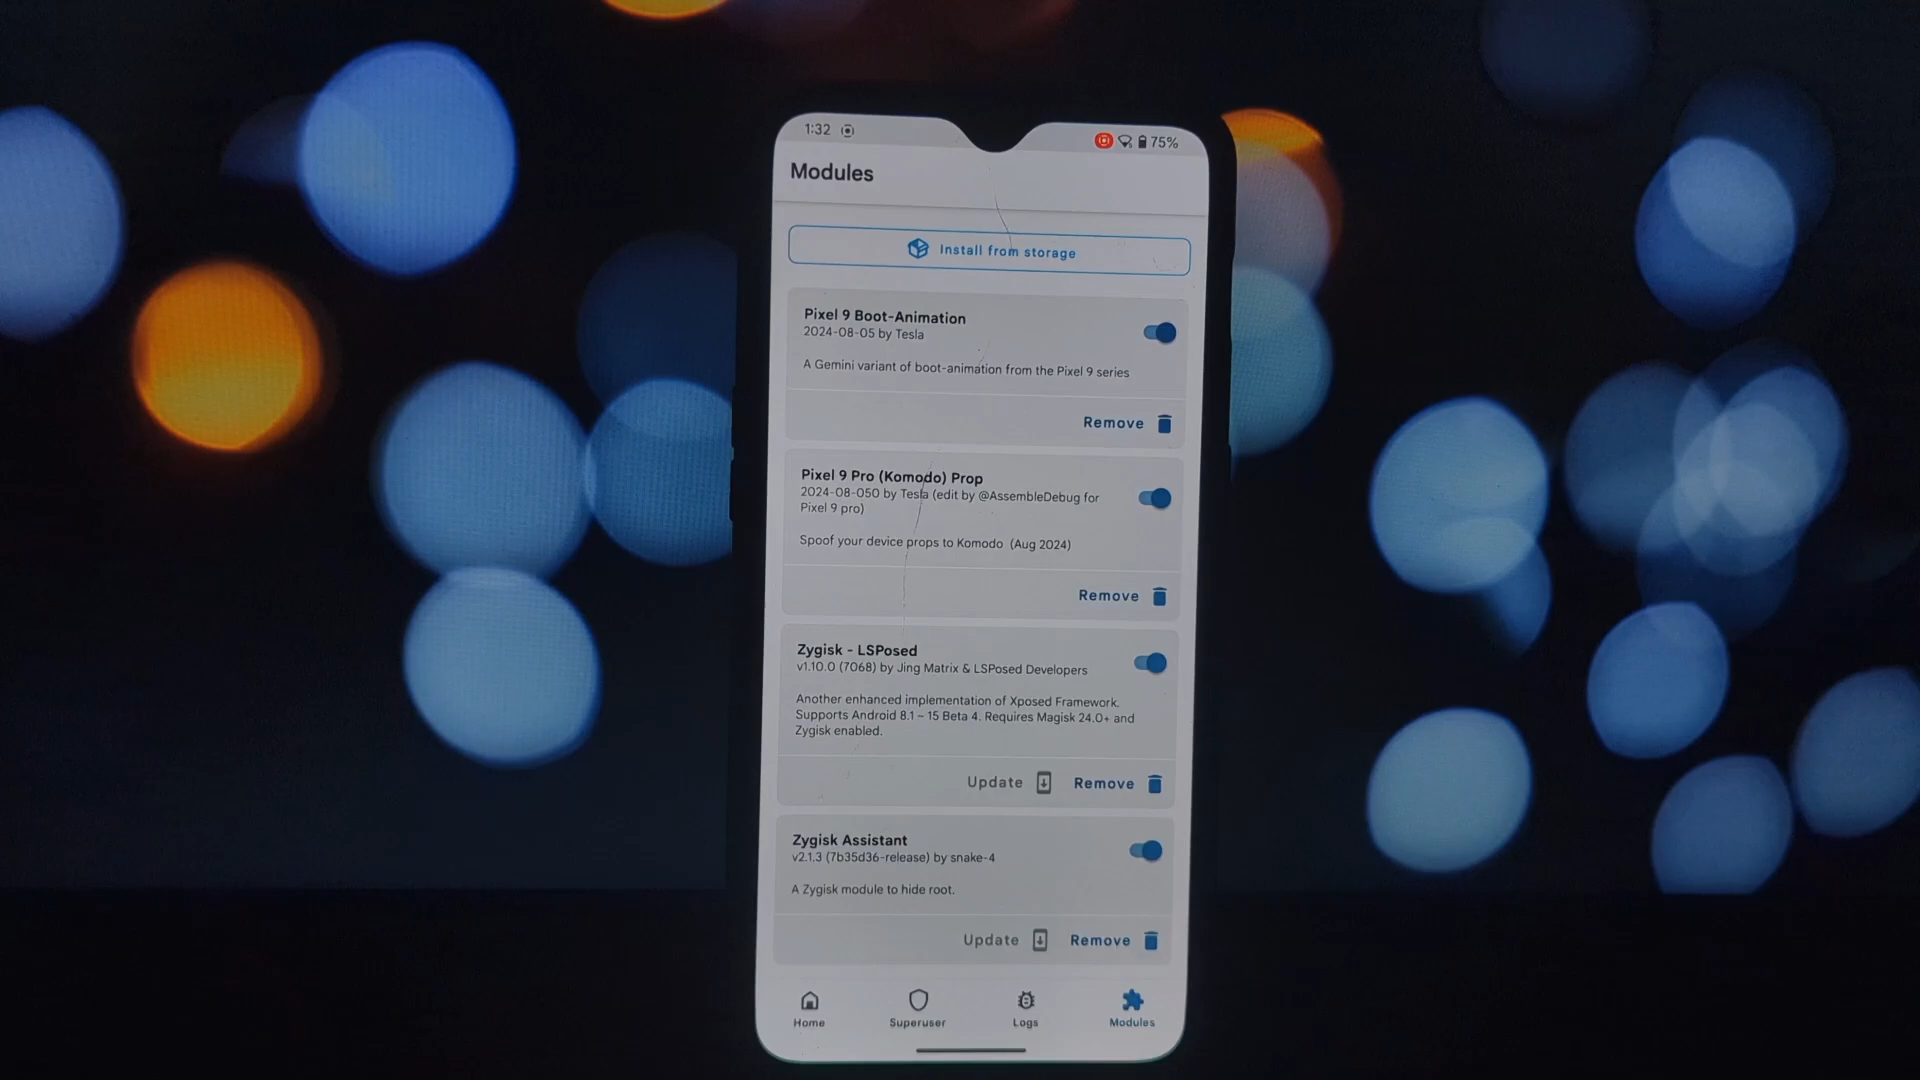 1:32
75%
Modules
Install from storage
Pixel 9 Boot-Animation
2024-08-05 by Tesla
A Gemini variant of boot-animation from the Pixel 9 series
Remove
Pixel 9 Pro (Komodo) Prop
2024-08-050 by Tesla (edit by @AssembleDebug for
Pixel 9 pro)
Spoof your device props to Komodo (Aug 2024)
Remove
Zygisk - LSPosed
v1.10.0 (7068) by Jing Matrix & LSPosed Developers
Another enhanced implementation of Xposed Framework.
Supports Android 8.1 ~ 15 Beta 4. Requires Magisk 24.0+ and
Zygisk enabled.
Update Remove
Zygisk Assistant
v2.1.3 (7b35d36-release) by snake-4
A Zygisk module to hide root.
Update Remove
Home Superuser Logs Modules